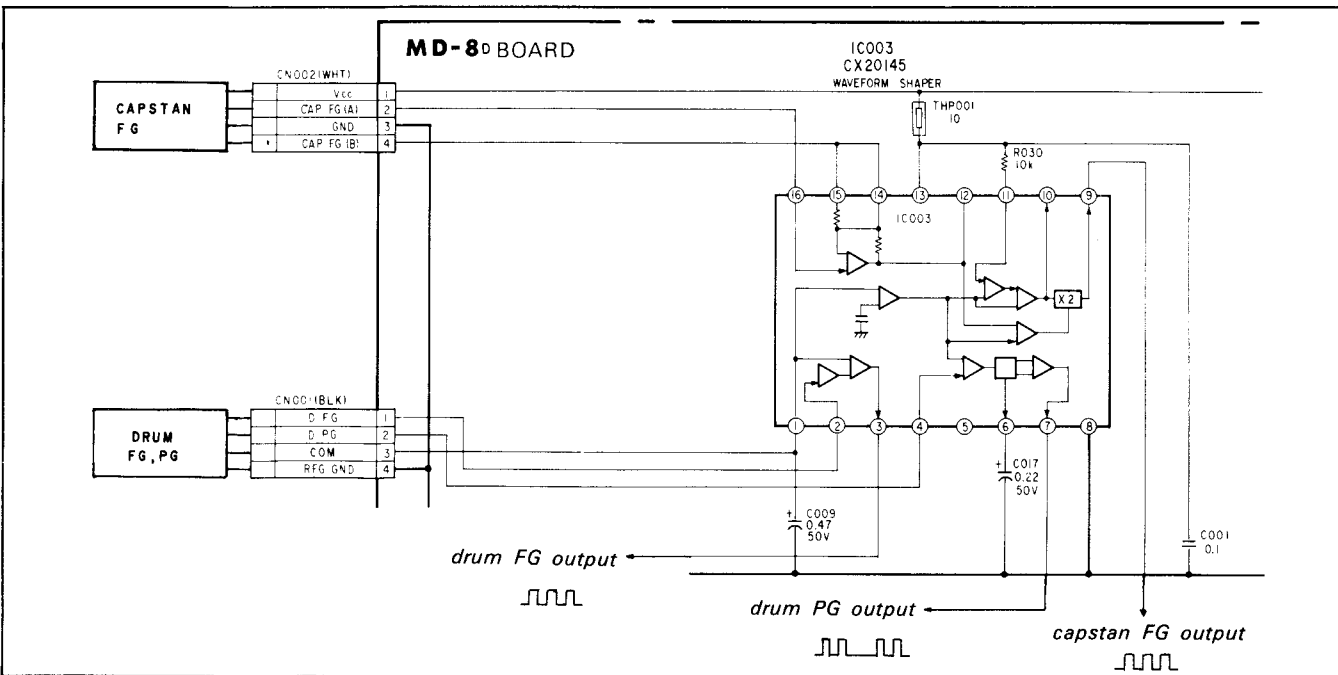 MD-8D BOARD
IC003
CX20145
WAVEFORM SHAPER
CN002(WHT)
CAPSTAN
FG
Vcc 1
CAP FG(A) 2
GND 3
CAP FG(B) 4
THP001
10
R030
10k
16 15 14 13 12 11 10 9
IC003
X2
CN001(BLK)
DRUM
FG, PG
D FG 1
D PG 2
COM 3
RFG GND 4
1 2 3 4 5 6 7 8
+ C009
0.47
50V
+ C017
0.22
50V
C001
0.1
drum FG output
drum PG output
capstan FG output